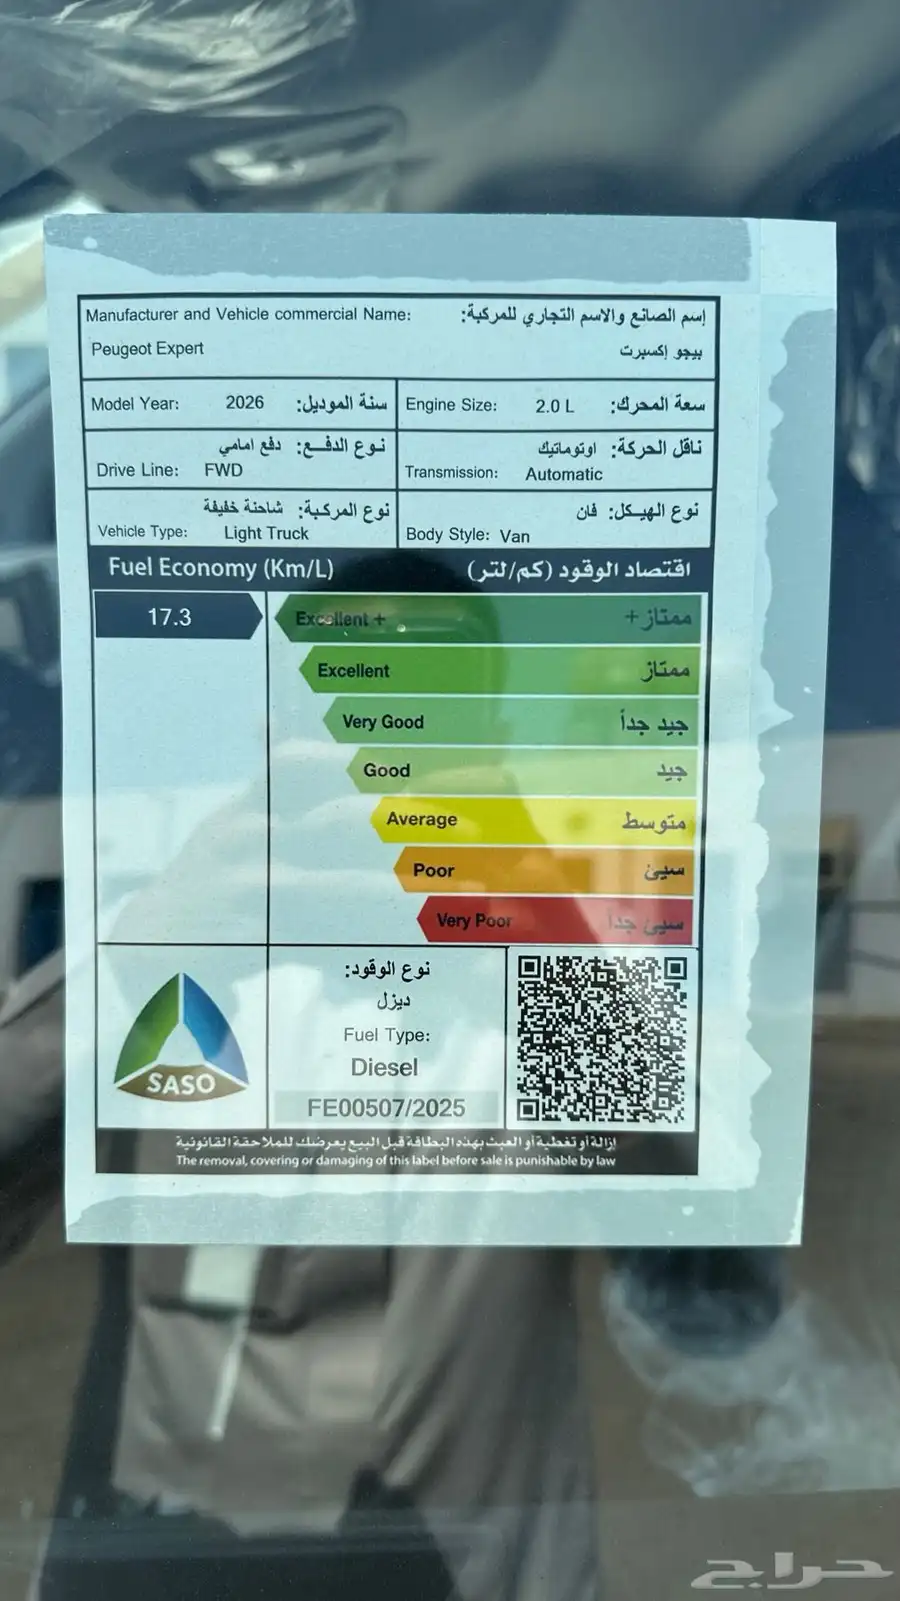 Manufacturer and Vehicle commercial Name: إسم الصانع والاسم التجاري للمركبة:
Peugeot Expert بيجو إكسبرت
Model Year: 2026 سنة الموديل: Engine Size: 2.0 L سعة المحرك:
نوع الدفع: دفع امامي ناقل الحركة: اوتوماتيك
Drive Line: FWD Transmission: Automatic
نوع المركبة: شاحنة خفيفة نوع الهيكل: فان
Vehicle Type: Light Truck Body Style: Van
Fuel Economy (Km/L) اقتصاد الوقود (كم/لتر)
17.3 Excellent + ممتاز +
Excellent ممتاز
Very Good جيد جداً
Good جيد
Average متوسط
Poor سيئ
Very Poor سيئ جداً
نوع الوقود:
ديزل
Fuel Type:
Diesel
SASO
FE00507/2025
إزالة أو تغطية أو العبث بهذه البطاقة قبل البيع يعرضك للملاحقة القانونية
The removal, covering or damaging of this label before sale is punishable by law
حراج